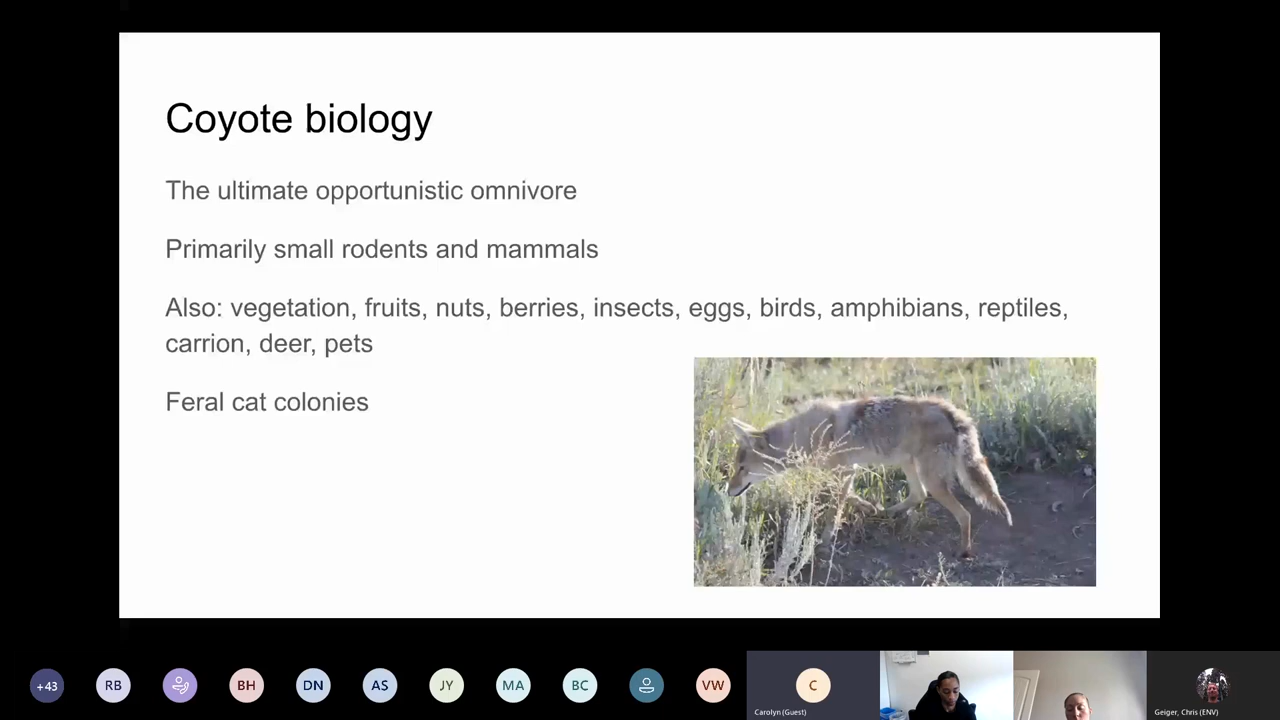 Coyote biology
The ultimate opportunistic omnivore
Primarily small rodents and mammals
Also: vegetation, fruits, nuts, berries, insects, eggs, birds, amphibians, reptiles,
carrion, deer, pets
Feral cat colonies
+43 RB BH DN AS JY MA BC VW C
Carolyn (Guest) Geiger, Chris (ENV)